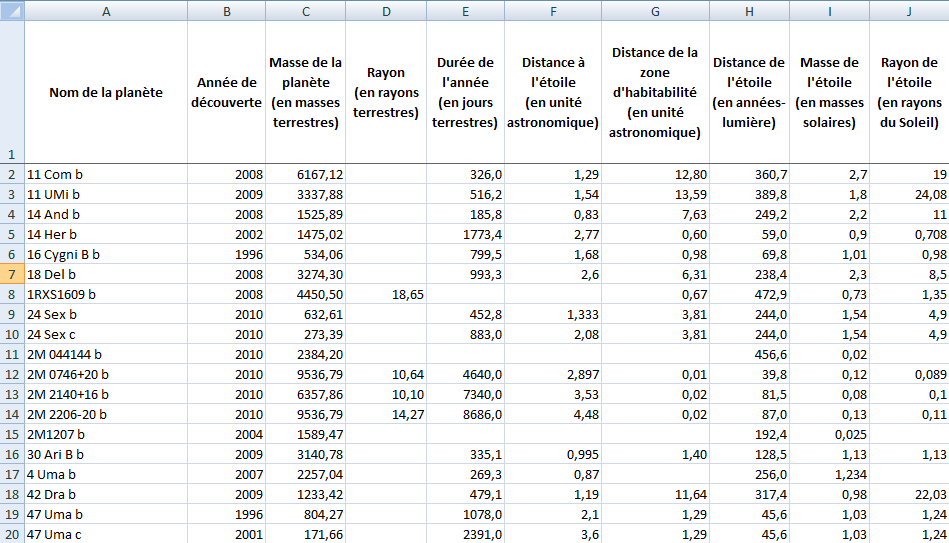 A B C D E F G H I J
1 Nom de la planète Année de découverte Masse de la planète (en masses terrestres) Rayon (en rayons terrestres) Durée de l'année (en jours terrestres) Distance à l'étoile (en unité astronomique) Distance de la zone d'habitabilité (en unité astronomique) Distance de l'étoile (en années-lumière) Masse de l'étoile (en masses solaires) Rayon de l'étoile (en rayons du Soleil)
2 11 Com b 2008 6167,12 326,0 1,29 12,80 360,7 2,7 19
3 11 UMi b 2009 3337,88 516,2 1,54 13,59 389,8 1,8 24,08
4 14 And b 2008 1525,89 185,8 0,83 7,63 249,2 2,2 11
5 14 Her b 2002 1475,02 1773,4 2,77 0,60 59,0 0,9 0,708
6 16 Cygni B b 1996 534,06 799,5 1,68 0,98 69,8 1,01 0,98
7 18 Del b 2008 3274,30 993,3 2,6 6,31 238,4 2,3 8,5
8 1RXS1609 b 2008 4450,50 18,65 0,67 472,9 0,73 1,35
9 24 Sex b 2010 632,61 452,8 1,333 3,81 244,0 1,54 4,9
10 24 Sex c 2010 273,39 883,0 2,08 3,81 244,0 1,54 4,9
11 2M 044144 b 2010 2384,20 456,6 0,02
12 2M 0746+20 b 2010 9536,79 10,64 4640,0 2,897 0,01 39,8 0,12 0,089
13 2M 2140+16 b 2010 6357,86 10,10 7340,0 3,53 0,02 81,5 0,08 0,1
14 2M 2206-20 b 2010 9536,79 14,27 8686,0 4,48 0,02 87,0 0,13 0,11
15 2M1207 b 2004 1589,47 192,4 0,025
16 30 Ari B b 2009 3140,78 335,1 0,995 1,40 128,5 1,13 1,13
17 4 Uma b 2007 2257,04 269,3 0,87 256,0 1,234
18 42 Dra b 2009 1233,42 479,1 1,19 11,64 317,4 0,98 22,03
19 47 Uma b 1996 804,27 1078,0 2,1 1,29 45,6 1,03 1,24
20 47 Uma c 2001 171,66 2391,0 3,6 1,29 45,6 1,03 1,24